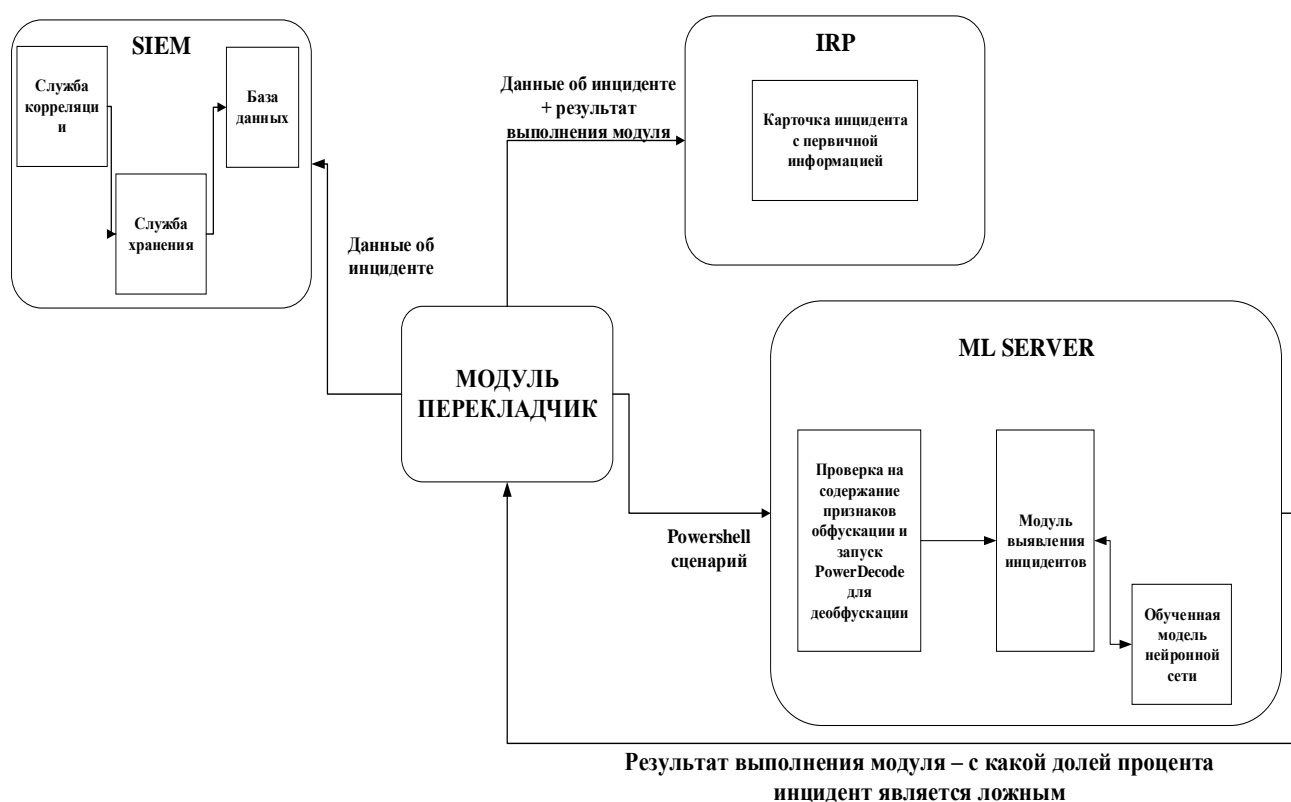 SIEM
Служба
корреляци
и
База
данных
Служба
хранения
Данные об
инциденте
Данные об инциденте
+ результат
выполнения модуля
IRP
Карточка инцидента
с первичной
информацией
МОДУЛЬ
ПЕРЕКЛАДЧИК
Powershell
сценарий
ML SERVER
Проверка на
содержание
признаков
обфускации и
запуск
PowerDecode
для
деобфускации
Модуль
выявления
инцидентов
Обученная
модель
нейронной
сети
Результат выполнения модуля – с какой долей процента
инцидент является ложным